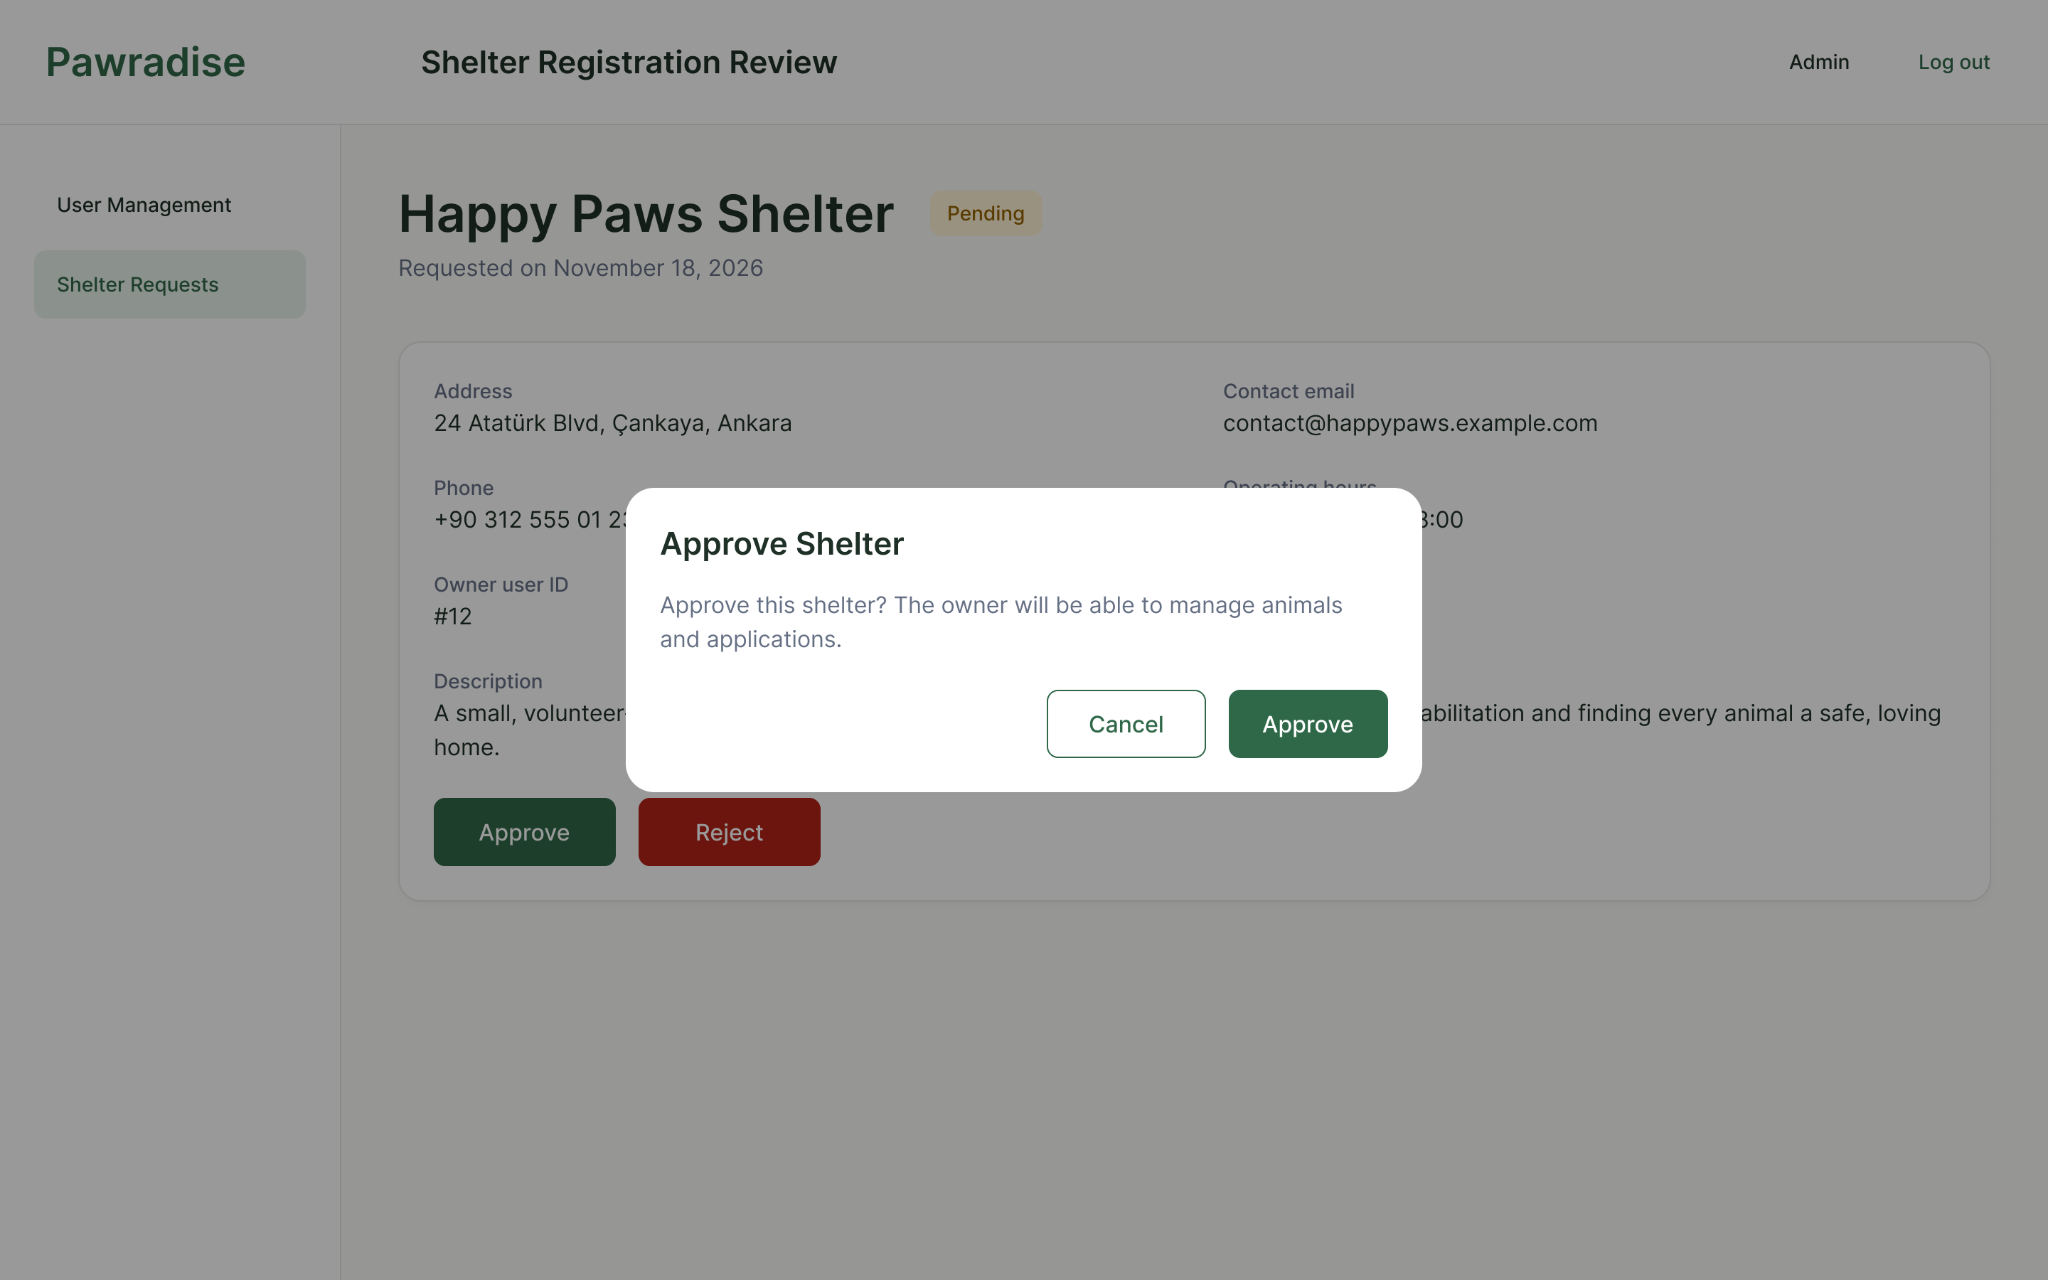 Pawradise
Shelter Registration Review
Admin
Log out
User Management
Shelter Requests
Happy Paws Shelter
Pending
Requested on November 18, 2026
Address
24 Atatürk Blvd, Çankaya, Ankara
Contact email
contact@happypaws.example.com
Phone
+90 312 555 01
Operating hours
:00
Owner user ID
#12
Description
A small, volunteer-
abilitation and finding every animal a safe, loving
home.
Approve
Reject
Approve Shelter
Approve this shelter? The owner will be able to manage animals
and applications.
Cancel
Approve